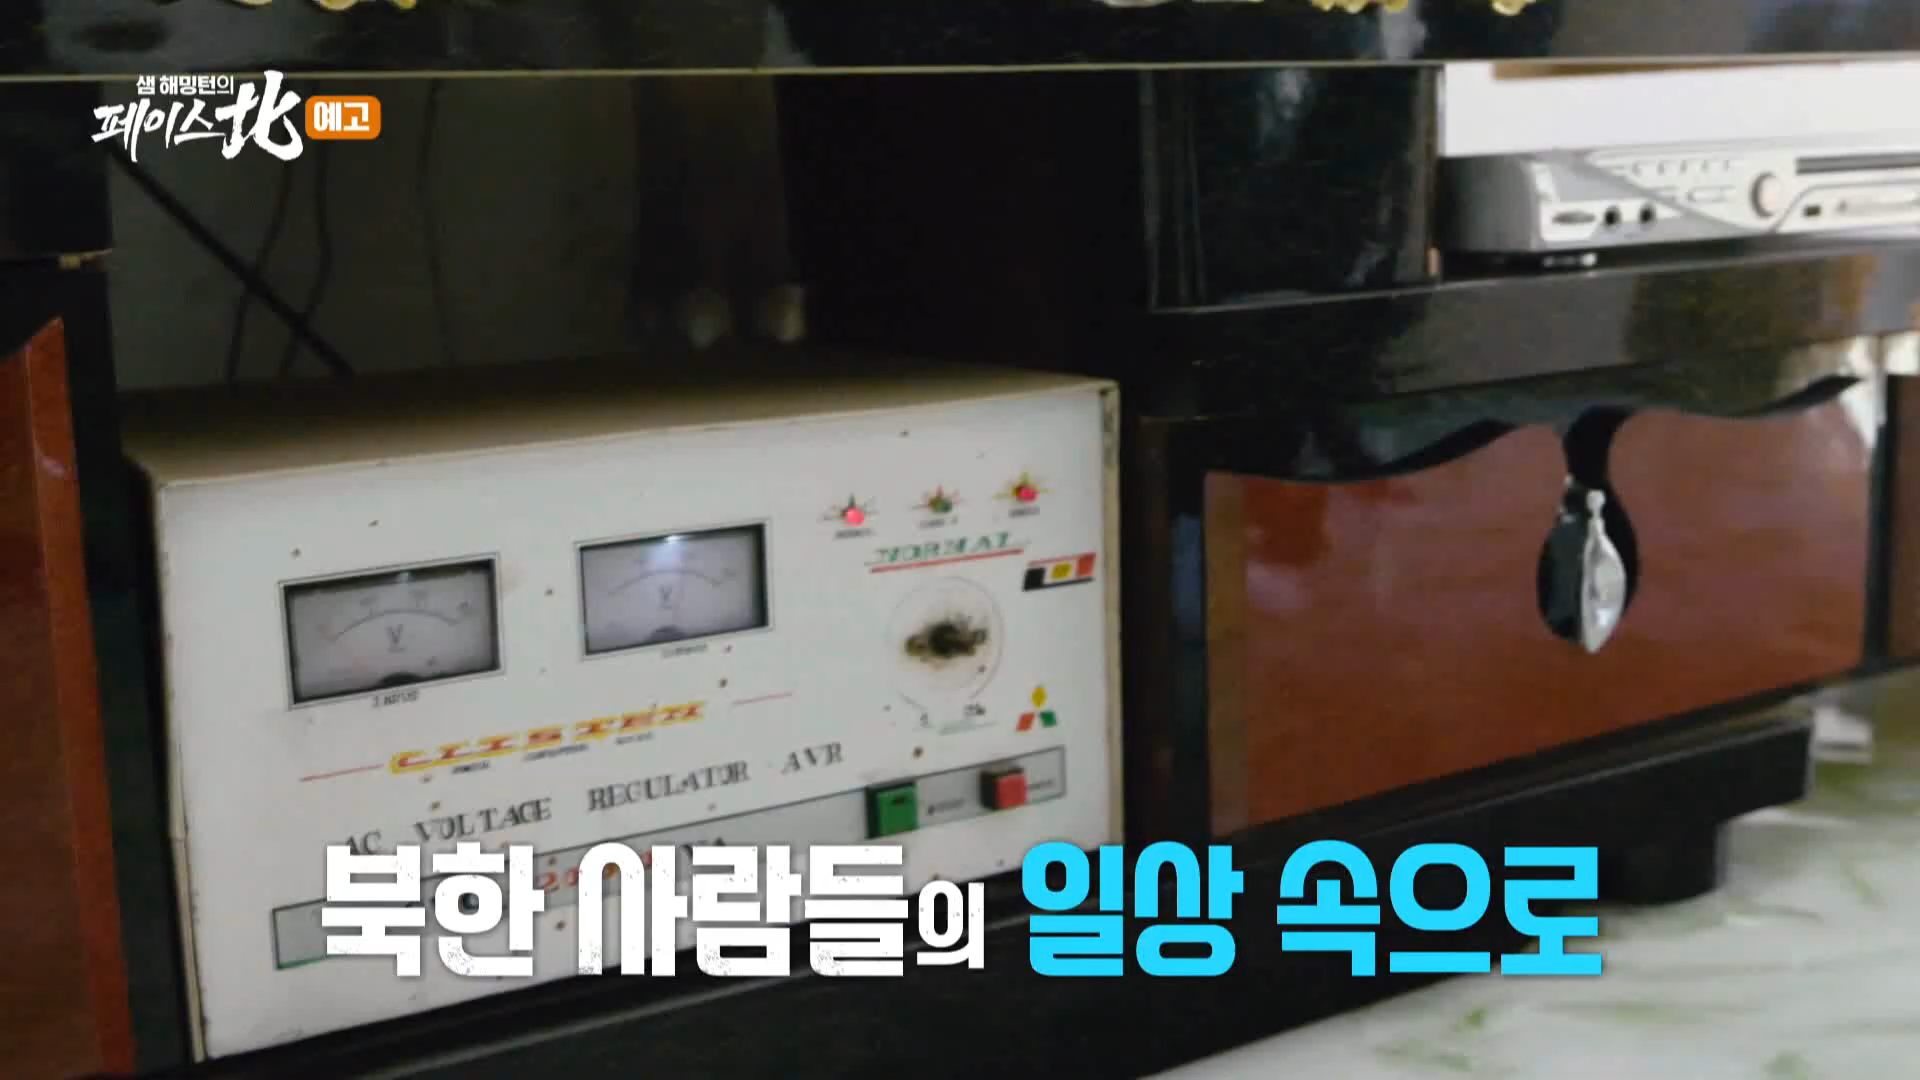 샘 해밍턴의
페이스北 예고
NORMAL
V
V
AC VOLTAGE REGULATOR AVR
북한 사람들의 일상 속으로